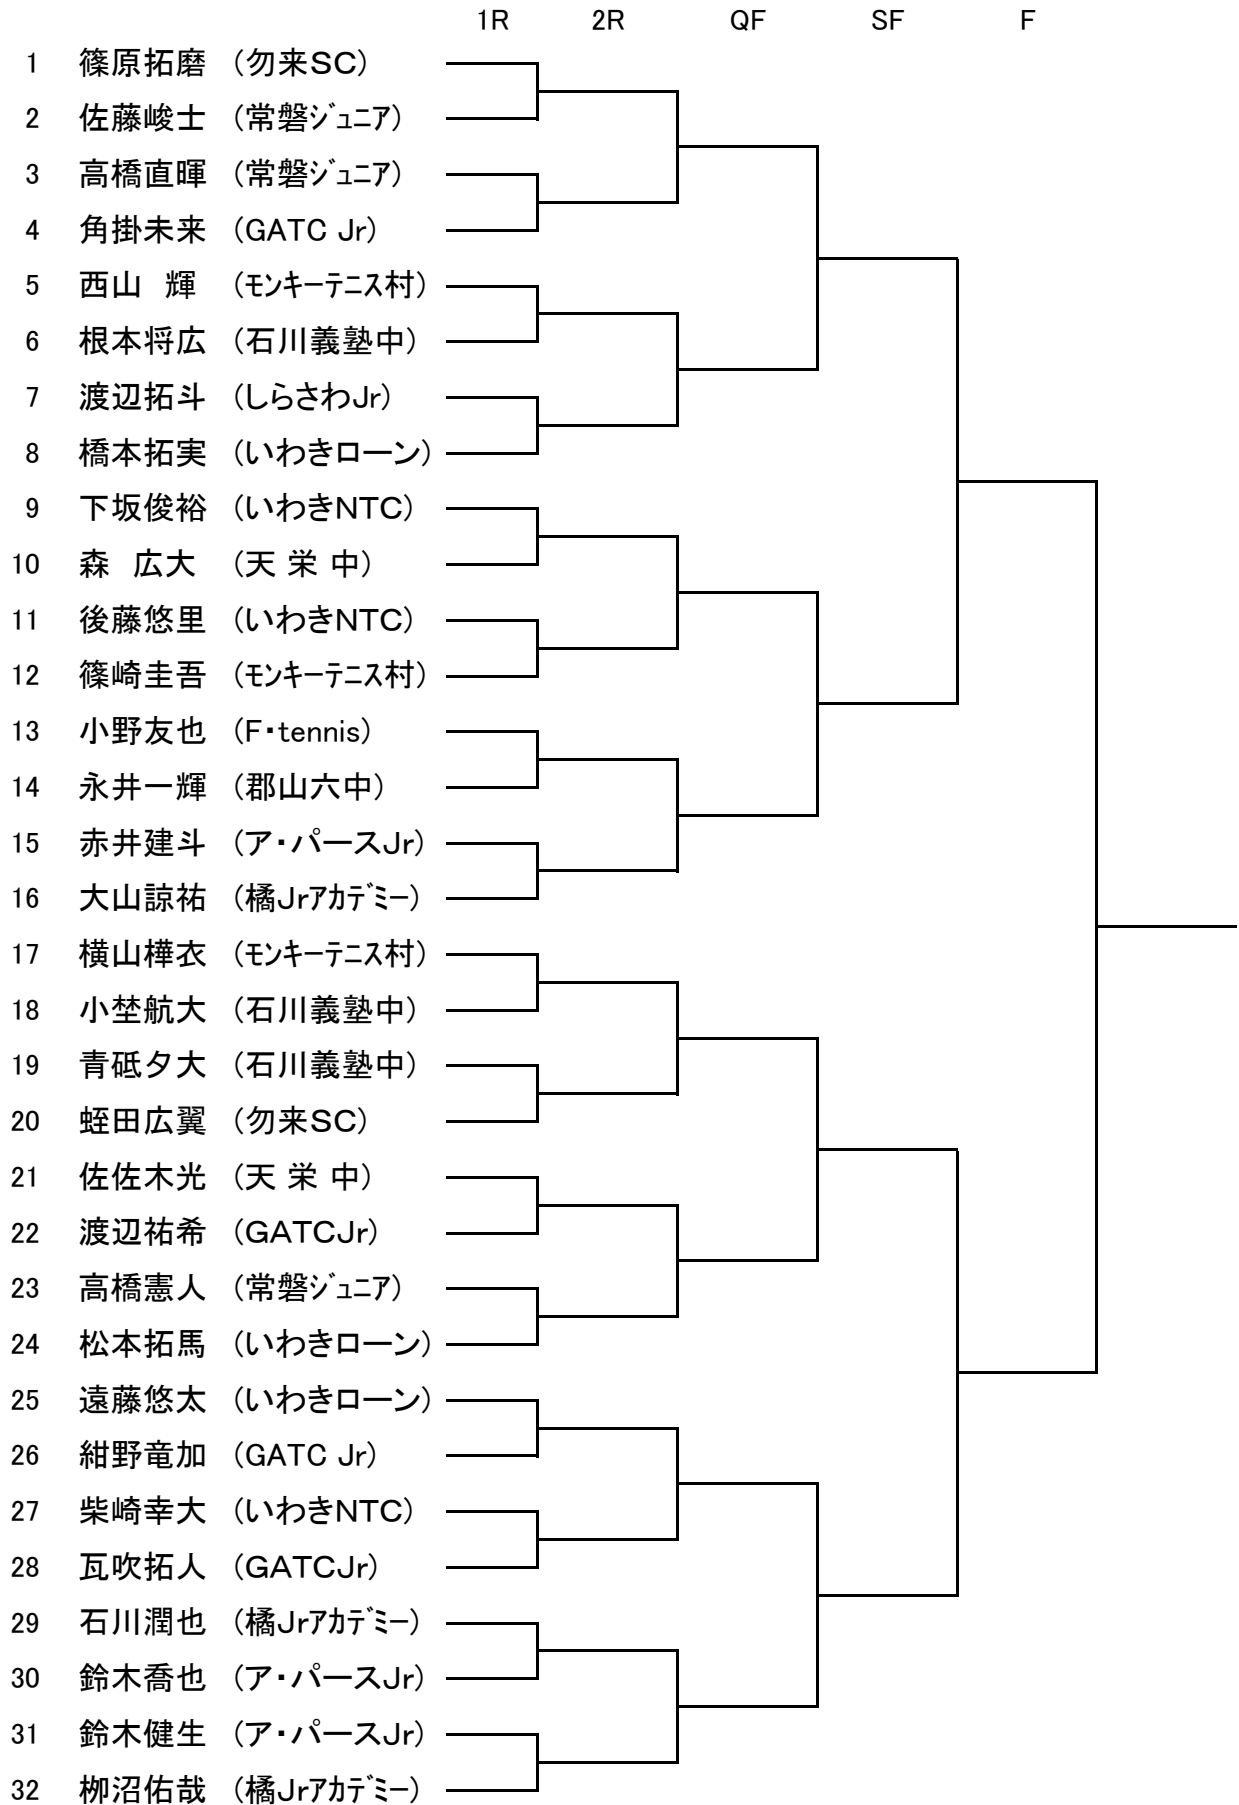 1R 2R QF SF F
1 篠原拓磨 (勿来SC)
2 佐藤峻士 (常磐ｼﾞｭﾆｱ)
3 高橋直暉 (常磐ｼﾞｭﾆｱ)
4 角掛未来 (GATC Jr)
5 西山 輝 (ﾓﾝｷｰﾃﾆｽ村)
6 根本将広 (石川義塾中)
7 渡辺拓斗 (しらさわJr)
8 橋本拓実 (いわきローン)
9 下坂俊裕 (いわきNTC)
10 森 広大 (天 栄 中)
11 後藤悠里 (いわきNTC)
12 篠崎圭吾 (ﾓﾝｷｰﾃﾆｽ村)
13 小野友也 (F・tennis)
14 永井一輝 (郡山六中)
15 赤井建斗 (ア・パースJr)
16 大山諒祐 (橘Jrｱｶﾃﾞﾐｰ)
17 横山樺衣 (ﾓﾝｷｰﾃﾆｽ村)
18 小埜航大 (石川義塾中)
19 青砥夕大 (石川義塾中)
20 蛭田広翼 (勿来SC)
21 佐佐木光 (天 栄 中)
22 渡辺祐希 (GATCJr)
23 高橋憲人 (常磐ｼﾞｭﾆｱ)
24 松本拓馬 (いわきローン)
25 遠藤悠太 (いわきローン)
26 紺野竜加 (GATC Jr)
27 柴崎幸大 (いわきNTC)
28 瓦吹拓人 (GATCJr)
29 石川潤也 (橘Jrｱｶﾃﾞﾐｰ)
30 鈴木喬也 (ア・パースJr)
31 鈴木健生 (ア・パースJr)
32 栁沼佑哉 (橘Jrｱｶﾃﾞﾐｰ)